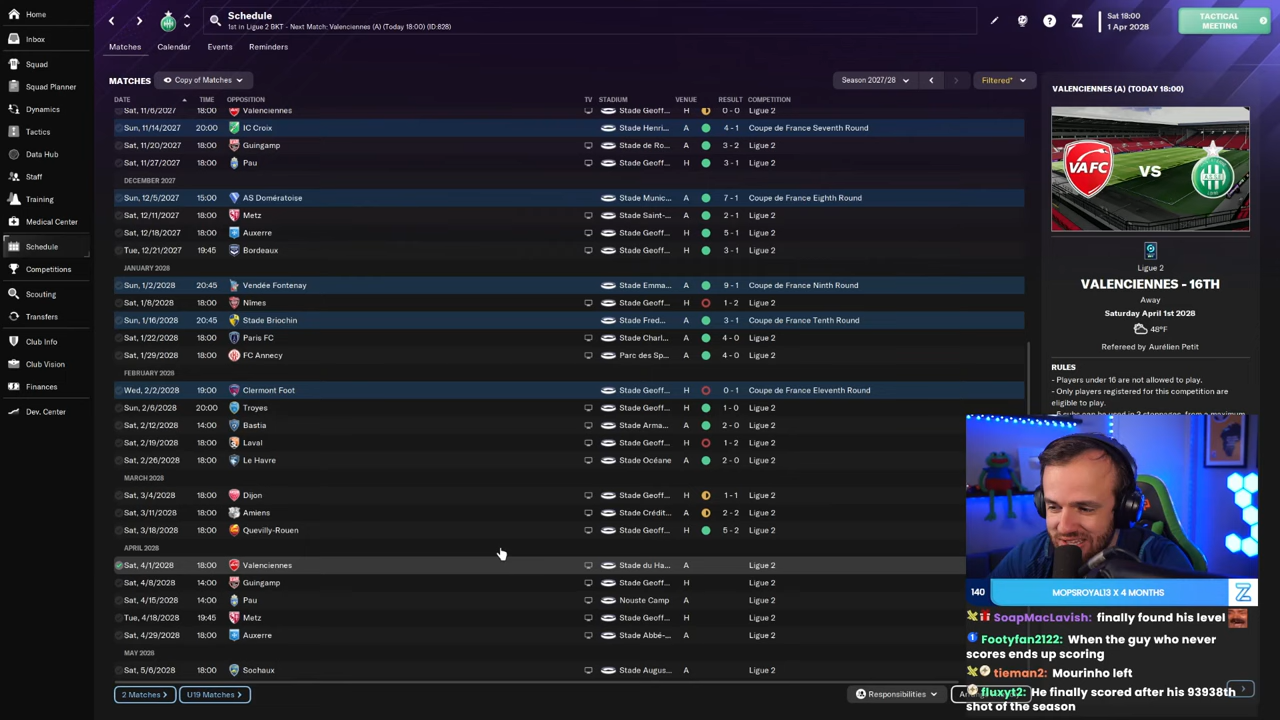 Home
Schedule
1st in Ligue 2 BKT - Next Match: Valenciennes (A) (Today 18:00) (ID:828)
Sat 18:00
1 Apr 2028
TACTICAL
MEETING
Inbox
Squad
Squad Planner
Dynamics
Tactics
Data Hub
Staff
Training
Medical Center
Schedule
Competitions
Scouting
Transfers
Club Info
Club Vision
Finances
Dev. Center
Matches Calendar Events Reminders
MATCHES Copy of Matches Season 2027/28 Filtered*
DATE TIME OPPOSITION TV STADIUM VENUE RESULT COMPETITION
Sat, 11/6/2027 18:00 Valenciennes Stade Geoff... H 0 - 0 Ligue 2
Sun, 11/14/2027 20:00 IC Croix Stade Henri... A 4 - 1 Coupe de France Seventh Round
Sat, 11/20/2027 18:00 Guingamp Stade de Ro... A 3 - 2 Ligue 2
Sat, 11/27/2027 18:00 Pau Stade Geoff... H 3 - 1 Ligue 2
DECEMBER 2027
Sun, 12/5/2027 15:00 AS Domératoise Stade Munic... A 7 - 1 Coupe de France Eighth Round
Sat, 12/11/2027 18:00 Metz Stade Saint-... A 2 - 1 Ligue 2
Sat, 12/18/2027 18:00 Auxerre Stade Geoff... H 5 - 1 Ligue 2
Tue, 12/21/2027 19:45 Bordeaux Stade Geoff... H 3 - 1 Ligue 2
JANUARY 2028
Sun, 1/2/2028 20:45 Vendée Fontenay Stade Emma... A 9 - 1 Coupe de France Ninth Round
Sat, 1/8/2028 18:00 Nîmes Stade Geoff... H 1 - 2 Ligue 2
Sun, 1/16/2028 20:45 Stade Briochin Stade Fred... A 3 - 1 Coupe de France Tenth Round
Sat, 1/22/2028 18:00 Paris FC Stade Charl... A 4 - 0 Ligue 2
Sat, 1/29/2028 18:00 FC Annecy Parc des Sp... A 4 - 0 Ligue 2
FEBRUARY 2028
Wed, 2/2/2028 19:00 Clermont Foot Stade Geoff... H 0 - 1 Coupe de France Eleventh Round
Sun, 2/6/2028 20:00 Troyes Stade Geoff... H 1 - 0 Ligue 2
Sat, 2/12/2028 14:00 Bastia Stade Arma... A 2 - 0 Ligue 2
Sat, 2/19/2028 18:00 Laval Stade Geoff... H 1 - 2 Ligue 2
Sat, 2/26/2028 18:00 Le Havre Stade Océane A 2 - 0 Ligue 2
MARCH 2028
Sat, 3/4/2028 18:00 Dijon Stade Geoff... H 1 - 1 Ligue 2
Sat, 3/11/2028 18:00 Amiens Stade Crédit... A 2 - 2 Ligue 2
Sat, 3/18/2028 18:00 Quevilly-Rouen Stade Geoff... H 5 - 2 Ligue 2
APRIL 2028
Sat, 4/1/2028 18:00 Valenciennes Stade du Ha... A Ligue 2
Sat, 4/8/2028 14:00 Guingamp Stade Geoff... H Ligue 2
Sat, 4/15/2028 14:00 Pau Nouste Camp A Ligue 2
Tue, 4/18/2028 18:00 Metz Stade Geoff... H Ligue 2
Sat, 4/29/2028 18:00 Auxerre Stade Abbé-... A Ligue 2
MAY 2028
Sat, 5/6/2028 18:00 Sochaux Stade Augus... A Ligue 2
2 Matches U19 Matches Responsibilities
VALENCIENNES (A) (TODAY 18:00)
VAFC VS
Ligue 2
VALENCIENNES - 16TH
Away
Saturday April 1st 2028
48°F
Refereed by Aurélien Petit
RULES
- Players under 16 are not allowed to play.
- Only players registered for this competition are
eligible to play.
- 5 subs can be used in 3 stoppages, from a maximum
140 MOPSROYAL13 X 4 MONTHS
SoapMacLavish: finally found his level
Footyfan2122: When the guy who never
scores ends up scoring
tieman2: Mourinho left
fluxyt2: He finally scored after his 93938th
shot of the season